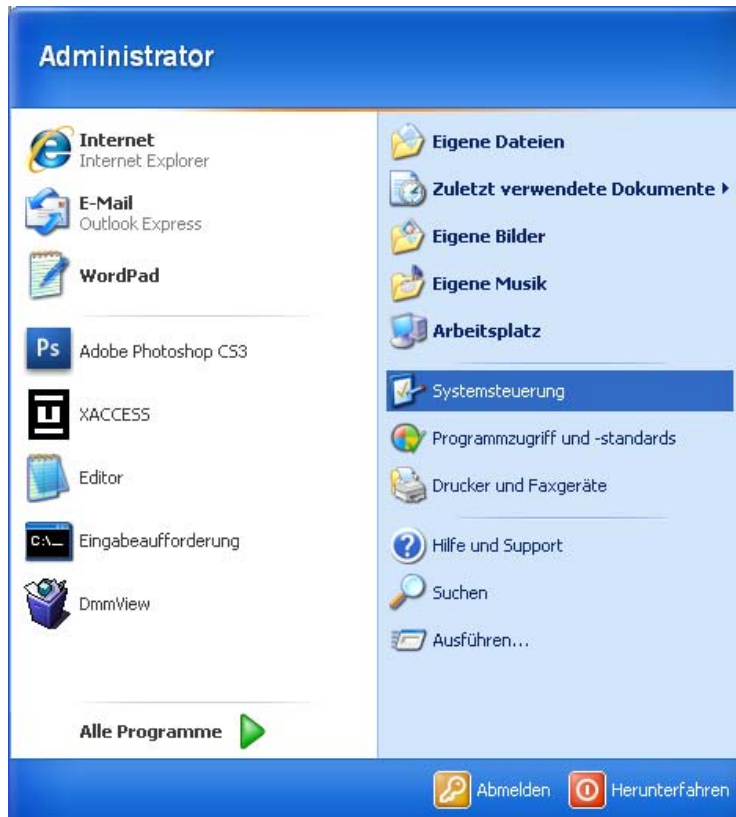 Administrator
Internet
Internet Explorer
E-Mail
Outlook Express
WordPad
Ps Adobe Photoshop CS3
XACCESS
Editor
C:\_ Eingabeaufforderung
DmmView
Alle Programme
Eigene Dateien
Zuletzt verwendete Dokumente
Eigene Bilder
Eigene Musik
Arbeitsplatz
Systemsteuerung
Programmzugriff und -standards
Drucker und Faxgeräte
Hilfe und Support
Suchen
Ausführen...
Abmelden Herunterfahren